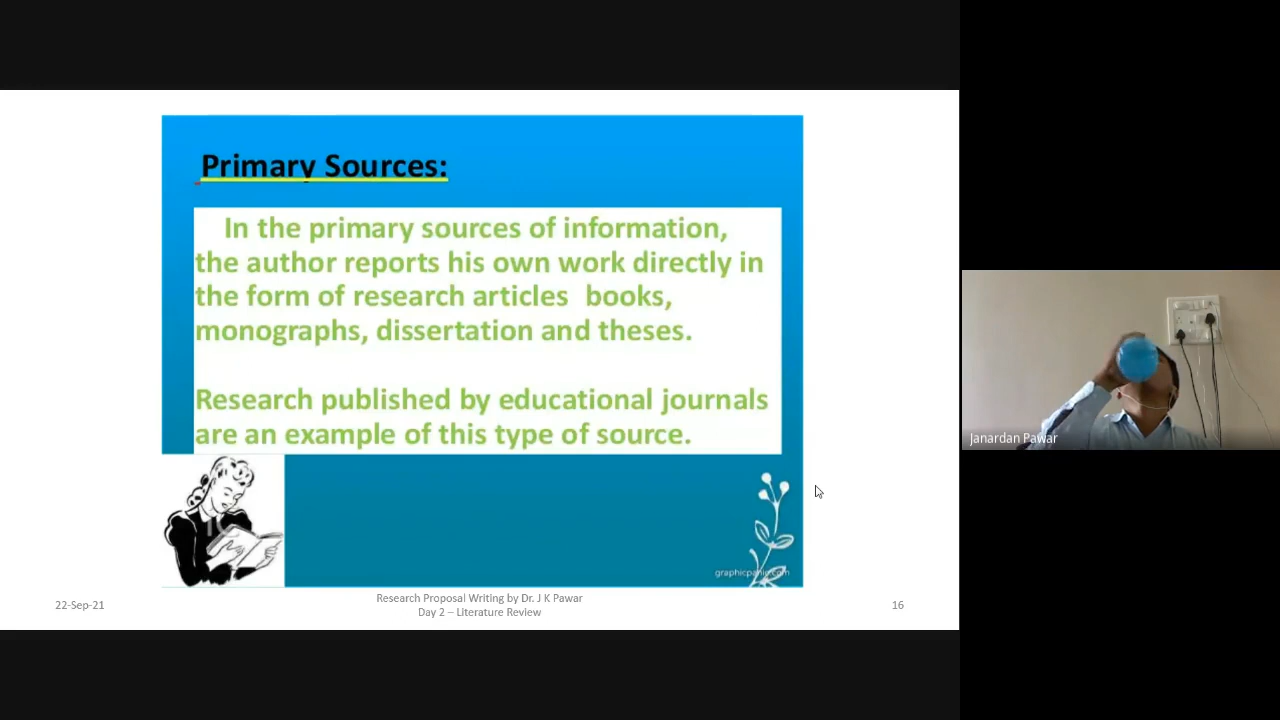 Primary Sources:
In the primary sources of information,
the author reports his own work directly in
the form of research articles  books,
monographs, dissertation and theses.
Research published by educational journals
are an example of this type of source.
graphicpanic.com
22-Sep-21
Research Proposal Writing by Dr. J K Pawar
Day 2 – Literature Review
16
Janardan Pawar